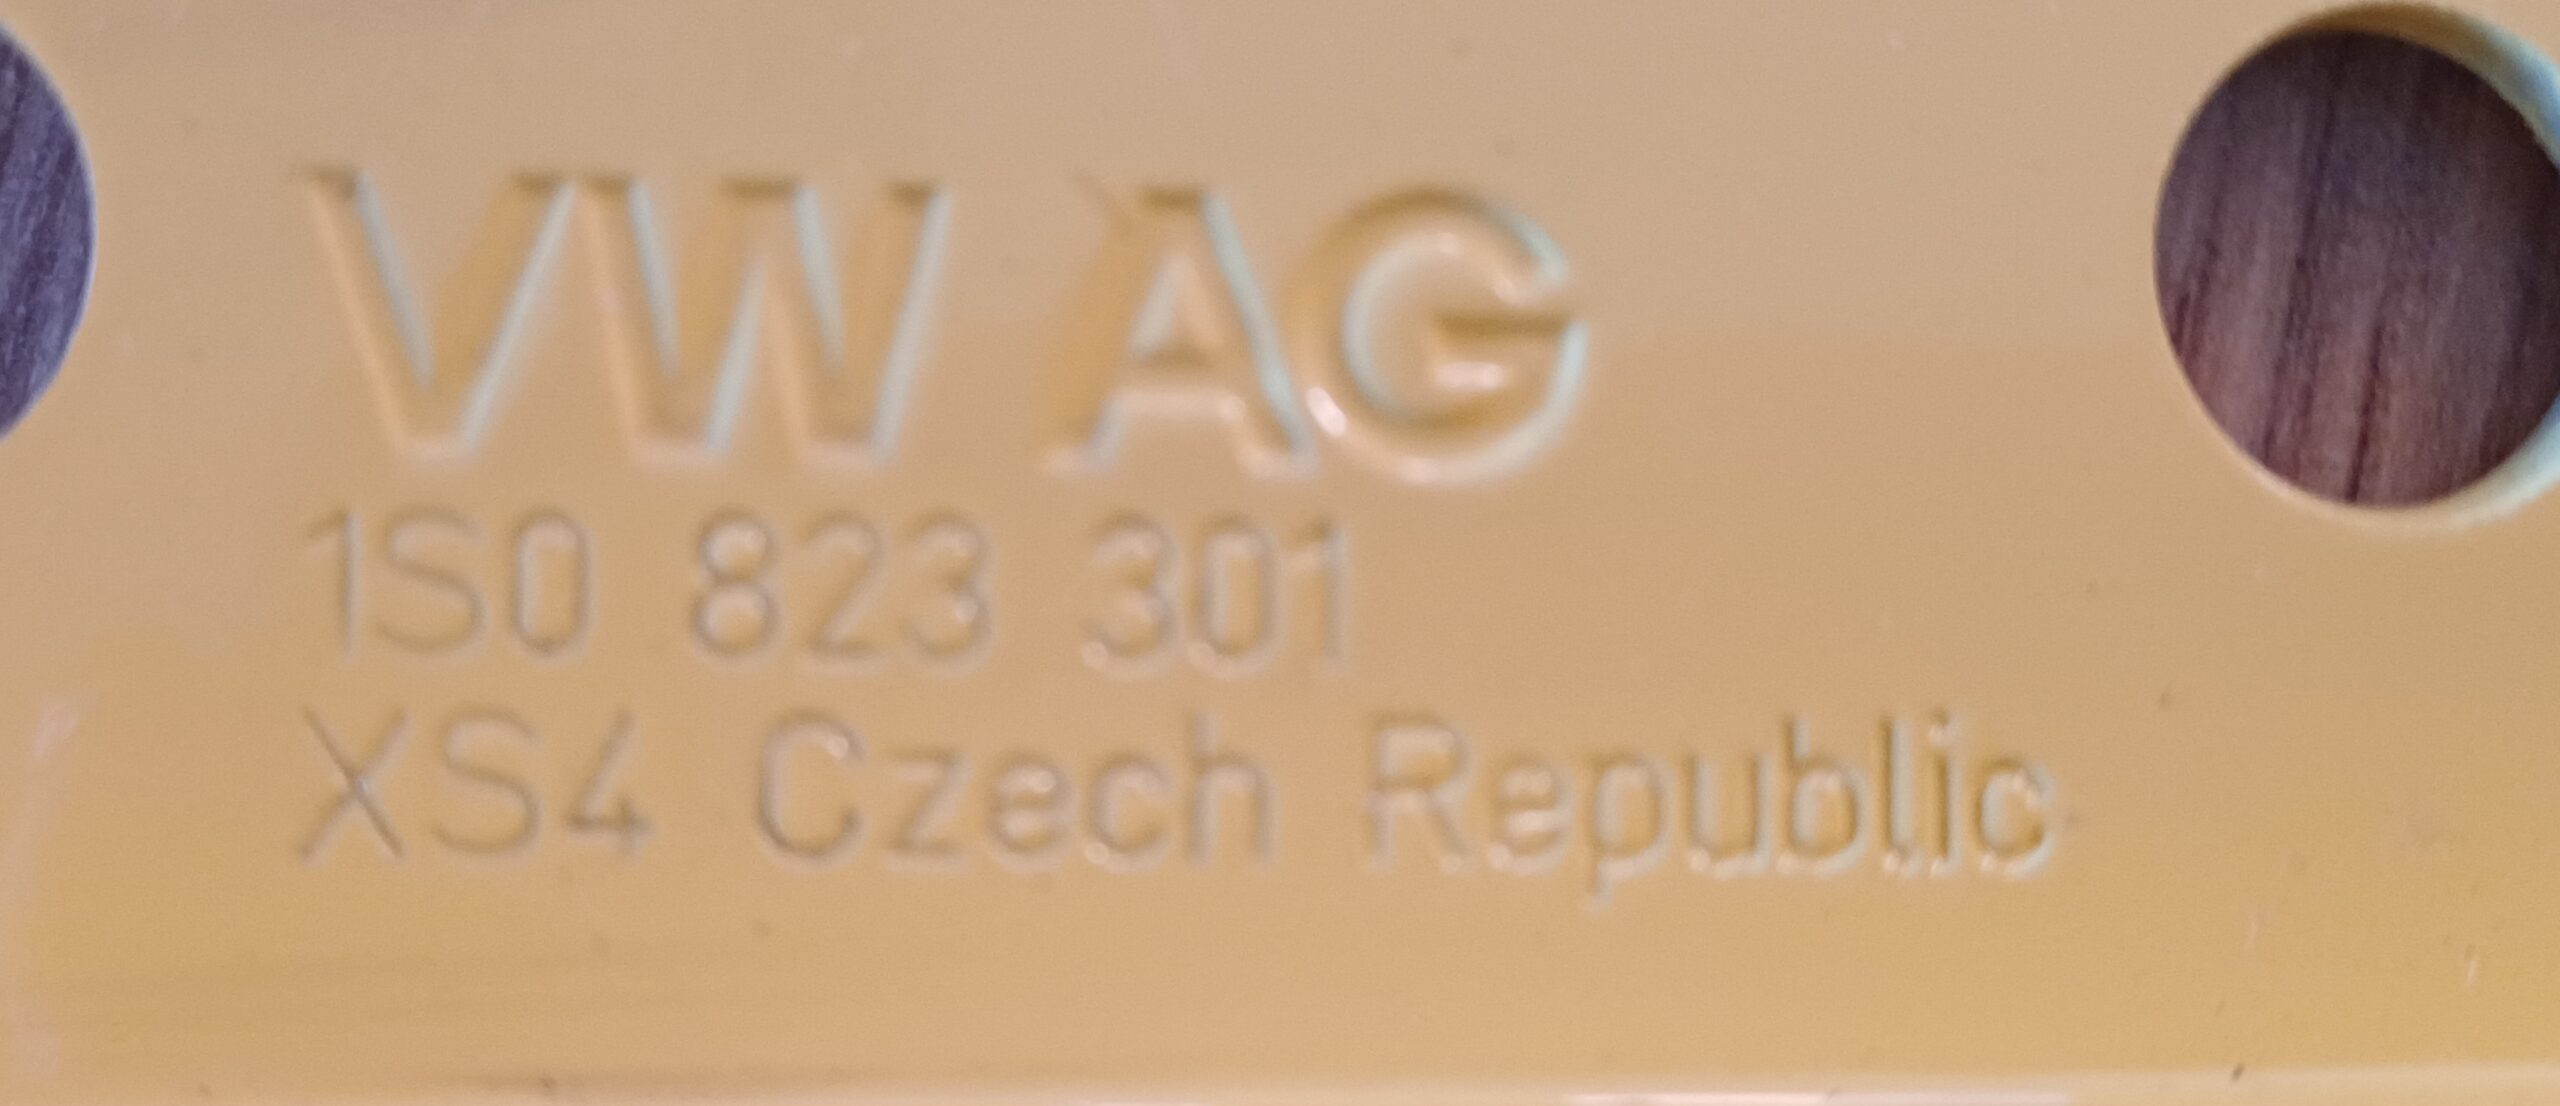 VW AG
1S0 823 301
XS4 Czech Republic